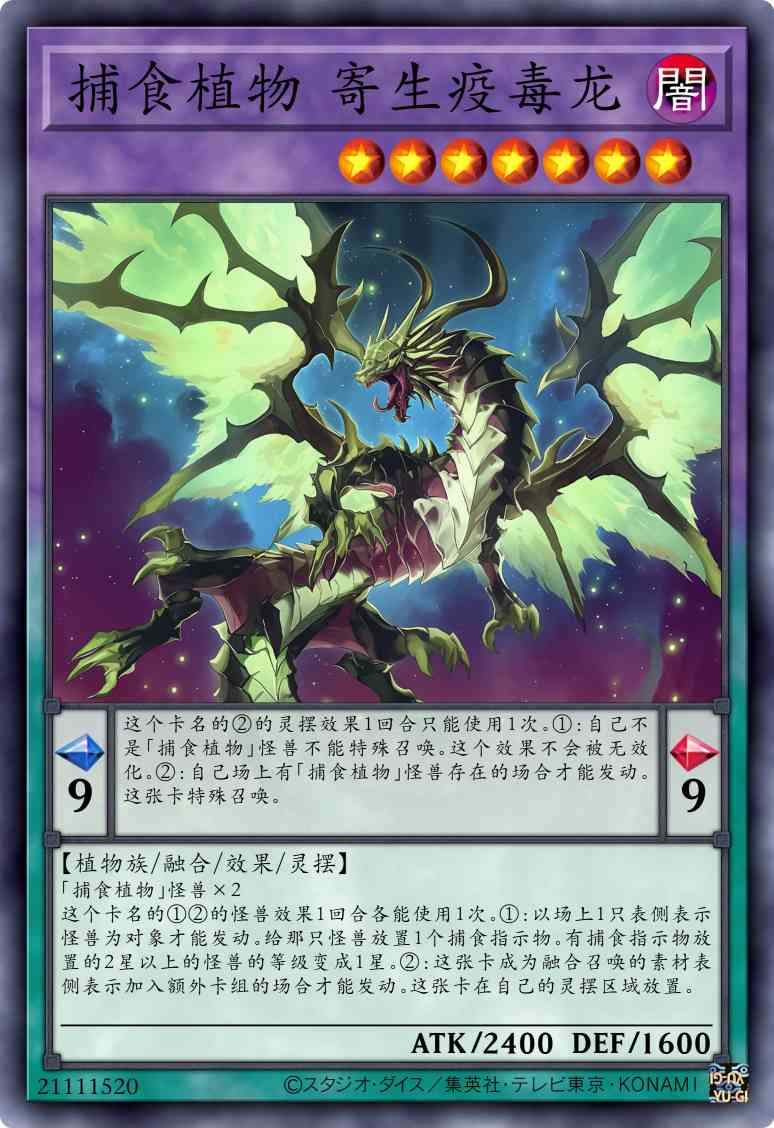 捕食植物 寄生疫毒龙
闇
这个卡名的②的灵摆效果1回合只能使用1次。①：自己不
是「捕食植物」怪兽不能特殊召唤。这个效果不会被无效
化。②：自己场上有「捕食植物」怪兽存在的场合才能发动。
这张卡特殊召唤。
9
9
【植物族/融合/效果/灵摆】
「捕食植物」怪兽×2
这个卡名的①②的怪兽效果1回合各能使用1次。①：以场上1只表侧表示
怪兽为对象才能发动。给那只怪兽放置1个捕食指示物。有捕食指示物放
置的2星以上的怪兽的等级变成1星。②：这张卡成为融合召唤的素材表
侧表示加入额外卡组的场合才能发动。这张卡在自己的灵摆区域放置。
ATK/2400 DEF/1600
21111520
©スタジオ・ダイス／集英社・テレビ東京・KONAMI